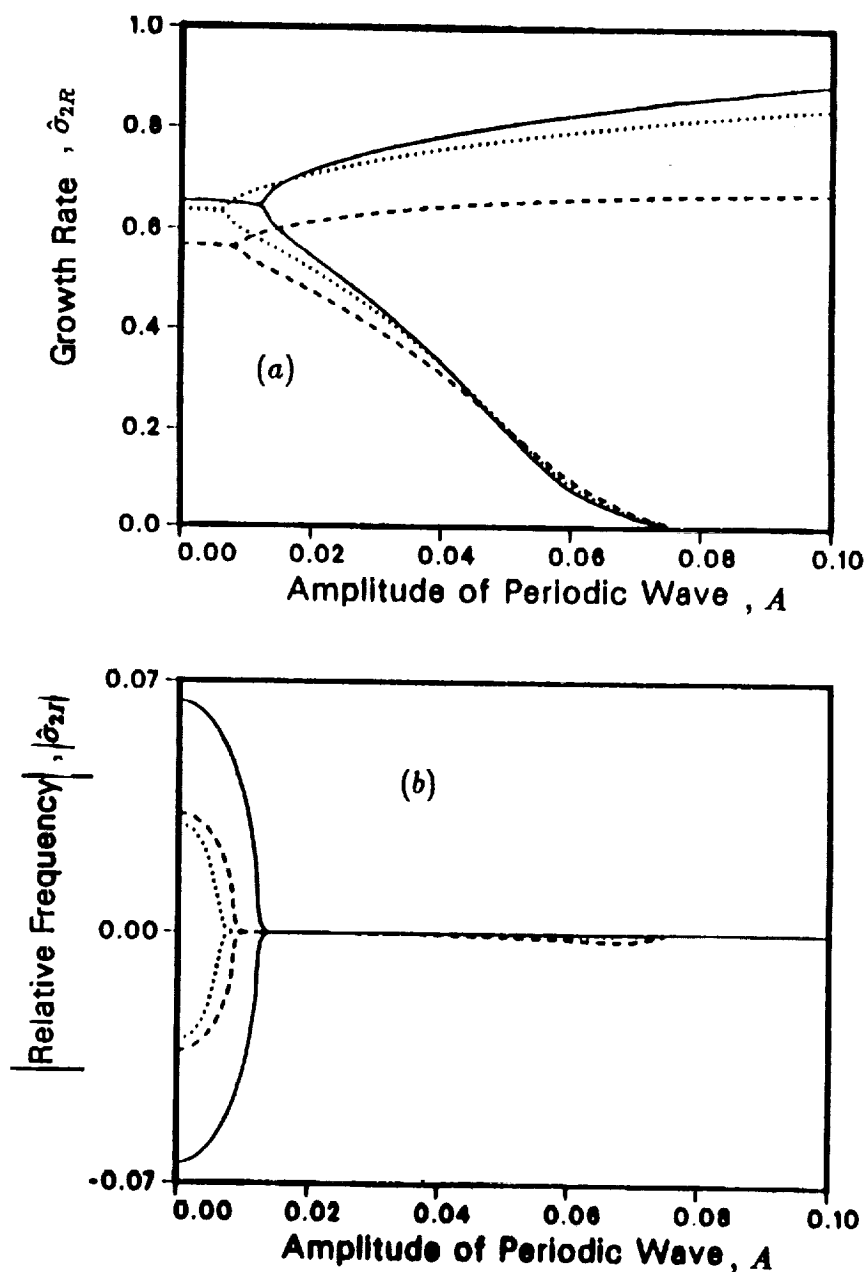 1.0
0.8
0.6
0.4
0.2
0.0
Growth Rate , σ̂₂R
(a)
0.00 0.02 0.04 0.06 0.08 0.10
Amplitude of Periodic Wave , A
0.07
0.00
-0.07
|Relative Frequency| , |σ̂₂I|
(b)
0.00 0.02 0.04 0.06 0.08 0.10
Amplitude of Periodic Wave , A